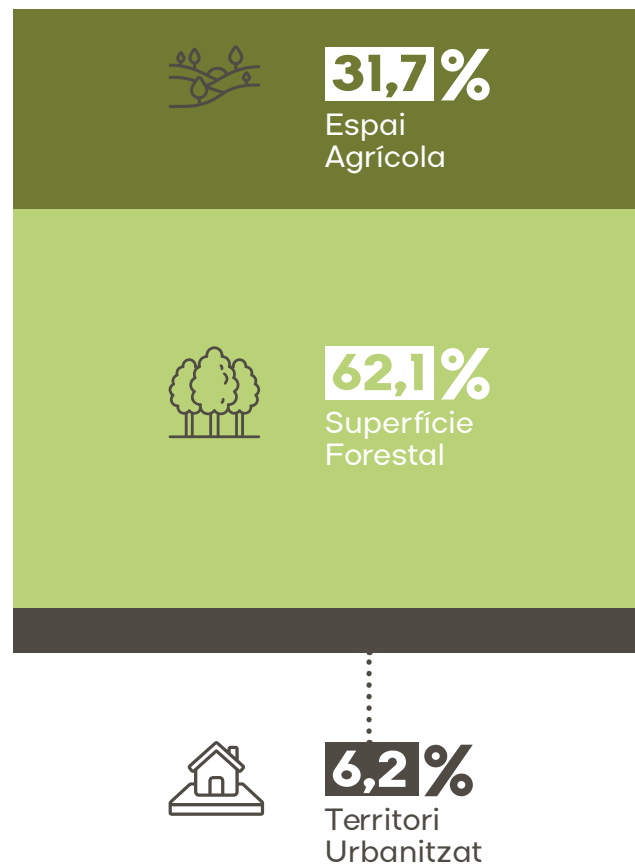 31,7%
Espai
Agrícola
62,1%
Superfície
Forestal
6,2%
Territori
Urbanitzat